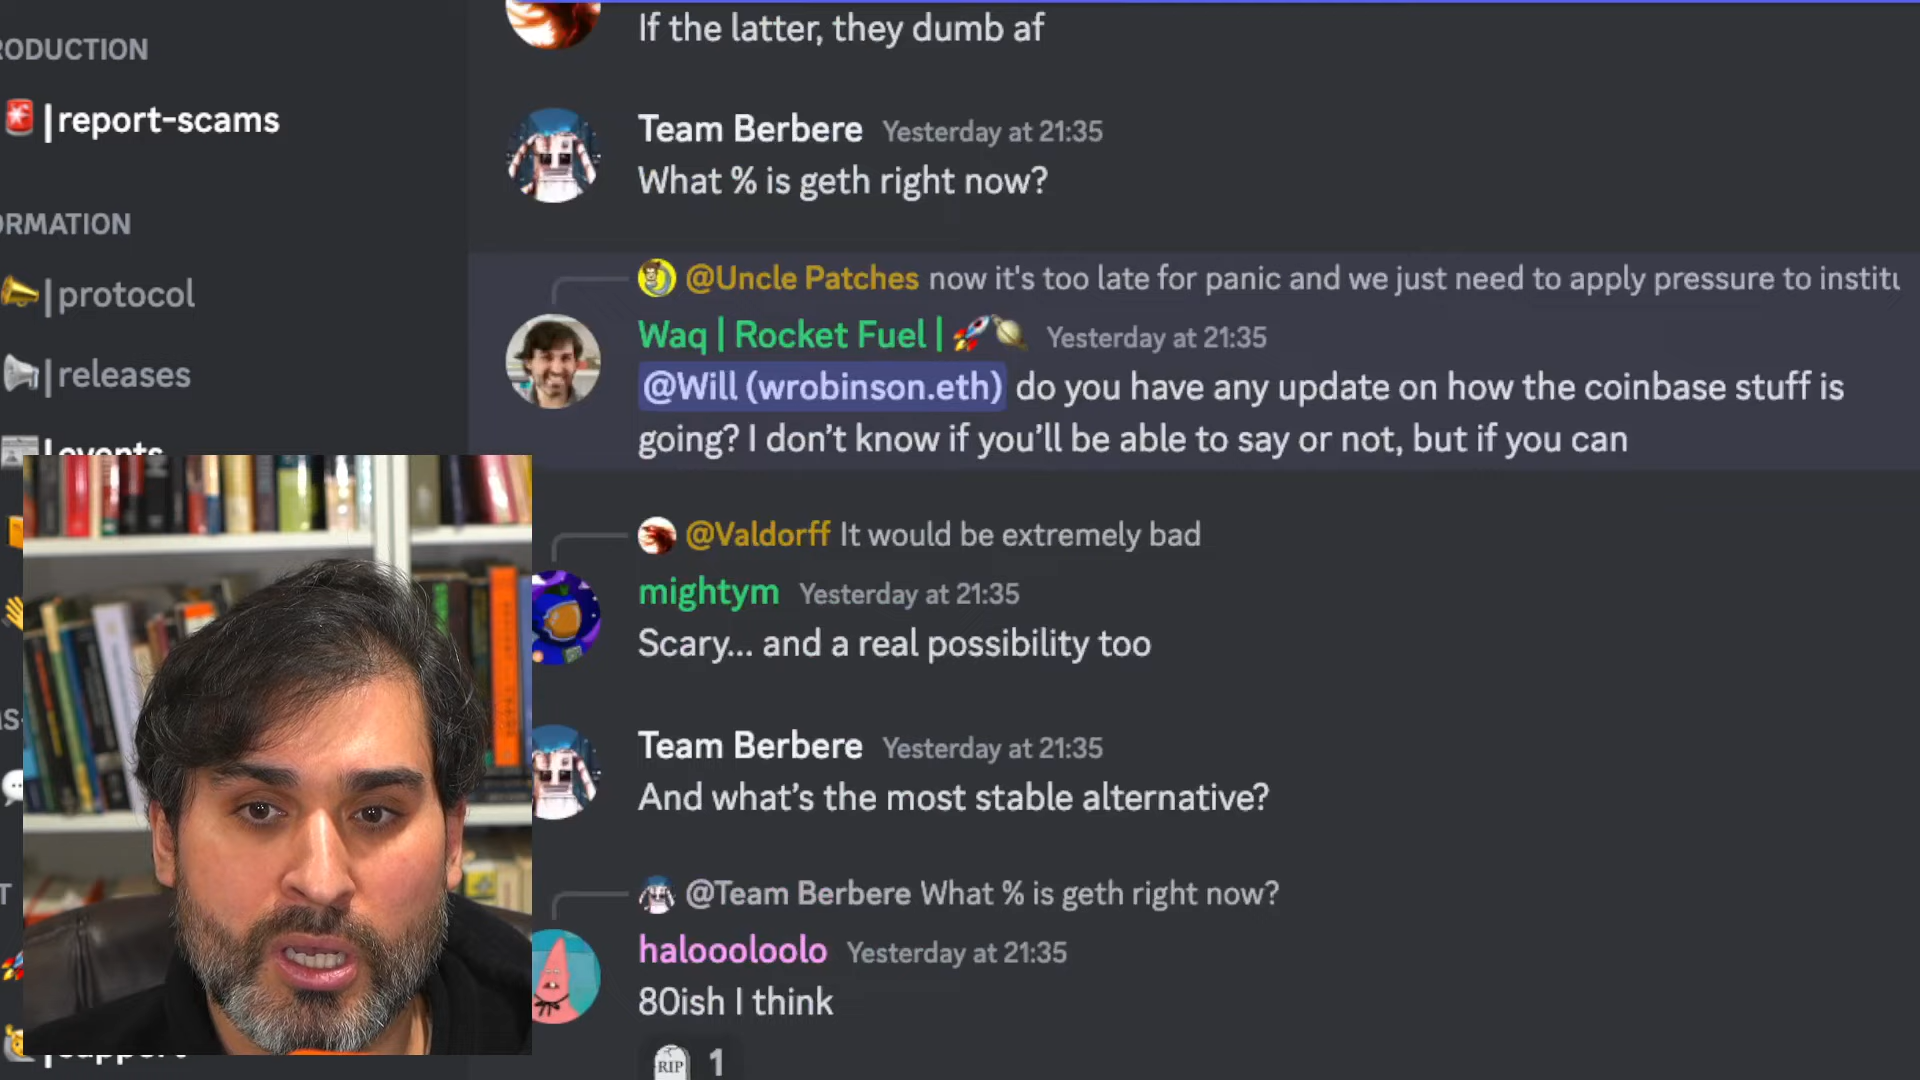 RODUCTION
|report-scams
ORMATION
|protocol
|releases
|events
|support
If the latter, they dumb af
Team Berbere Yesterday at 21:35
What % is geth right now?
@Uncle Patches now it's too late for panic and we just need to apply pressure to institu
Waq | Rocket Fuel | 🚀🪐 Yesterday at 21:35
@Will (wrobinson.eth) do you have any update on how the coinbase stuff is
going? I don’t know if you’ll be able to say or not, but if you can
@Valdorff It would be extremely bad
mightym Yesterday at 21:35
Scary... and a real possibility too
Team Berbere Yesterday at 21:35
And what’s the most stable alternative?
@Team Berbere What % is geth right now?
haloooloolo Yesterday at 21:35
80ish I think
RIP 1